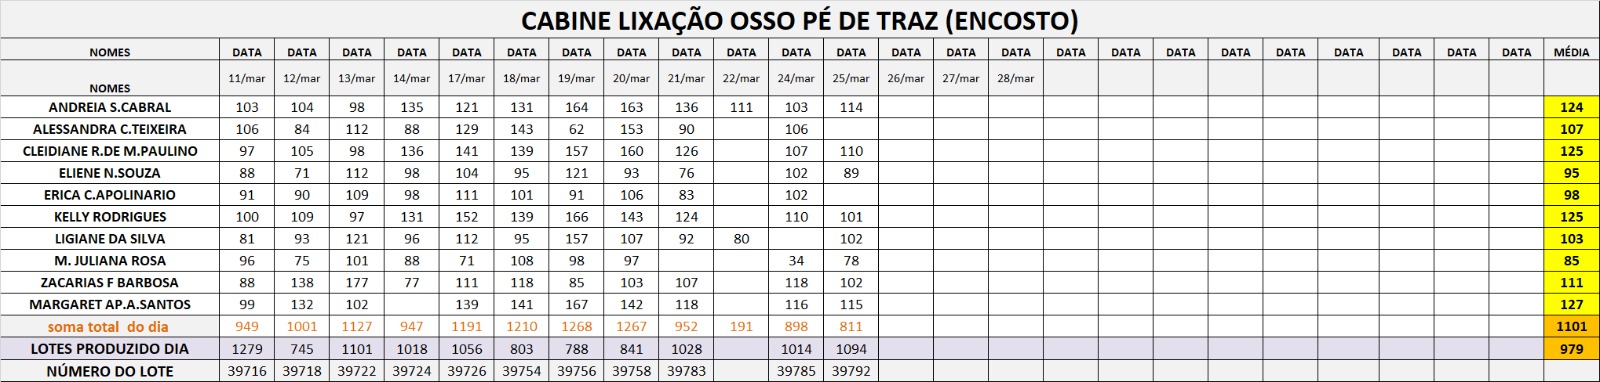 CABINE LIXAÇÃO OSSO PÉ DE TRAZ (ENCOSTO)
NOMES DATA DATA DATA DATA DATA DATA DATA DATA DATA DATA DATA DATA DATA DATA DATA DATA DATA DATA DATA DATA DATA DATA DATA DATA MÉDIA
NOMES 11/mar 12/mar 13/mar 14/mar 17/mar 18/mar 19/mar 20/mar 21/mar 22/mar 24/mar 25/mar 26/mar 27/mar 28/mar
ANDREIA S.CABRAL 103 104 98 135 121 131 164 163 136 111 103 114 124
ALESSANDRA C.TEIXEIRA 106 84 112 88 129 143 62 153 90 106 107
CLEIDIANE R.DE M.PAULINO 97 105 98 136 141 139 157 160 126 107 110 125
ELIENE N.SOUZA 88 71 112 98 104 95 121 93 76 102 89 95
ERICA C.APOLINARIO 91 90 109 98 111 101 91 106 83 102 98
KELLY RODRIGUES 100 109 97 131 152 139 166 143 124 110 101 125
LIGIANE DA SILVA 81 93 121 96 112 95 157 107 92 80 102 103
M. JULIANA ROSA 96 75 101 88 71 108 98 97 34 78 85
ZACARIAS F BARBOSA 88 138 177 77 111 118 85 103 107 118 102 111
MARGARET AP.A.SANTOS 99 132 102 139 141 167 142 118 116 115 127
soma total do dia 949 1001 1127 947 1191 1210 1268 1267 952 191 898 811 1101
LOTES PRODUZIDO DIA 1279 745 1101 1018 1056 803 788 841 1028 1014 1094 979
NÚMERO DO LOTE 39716 39718 39722 39724 39726 39754 39756 39758 39783 39785 39792